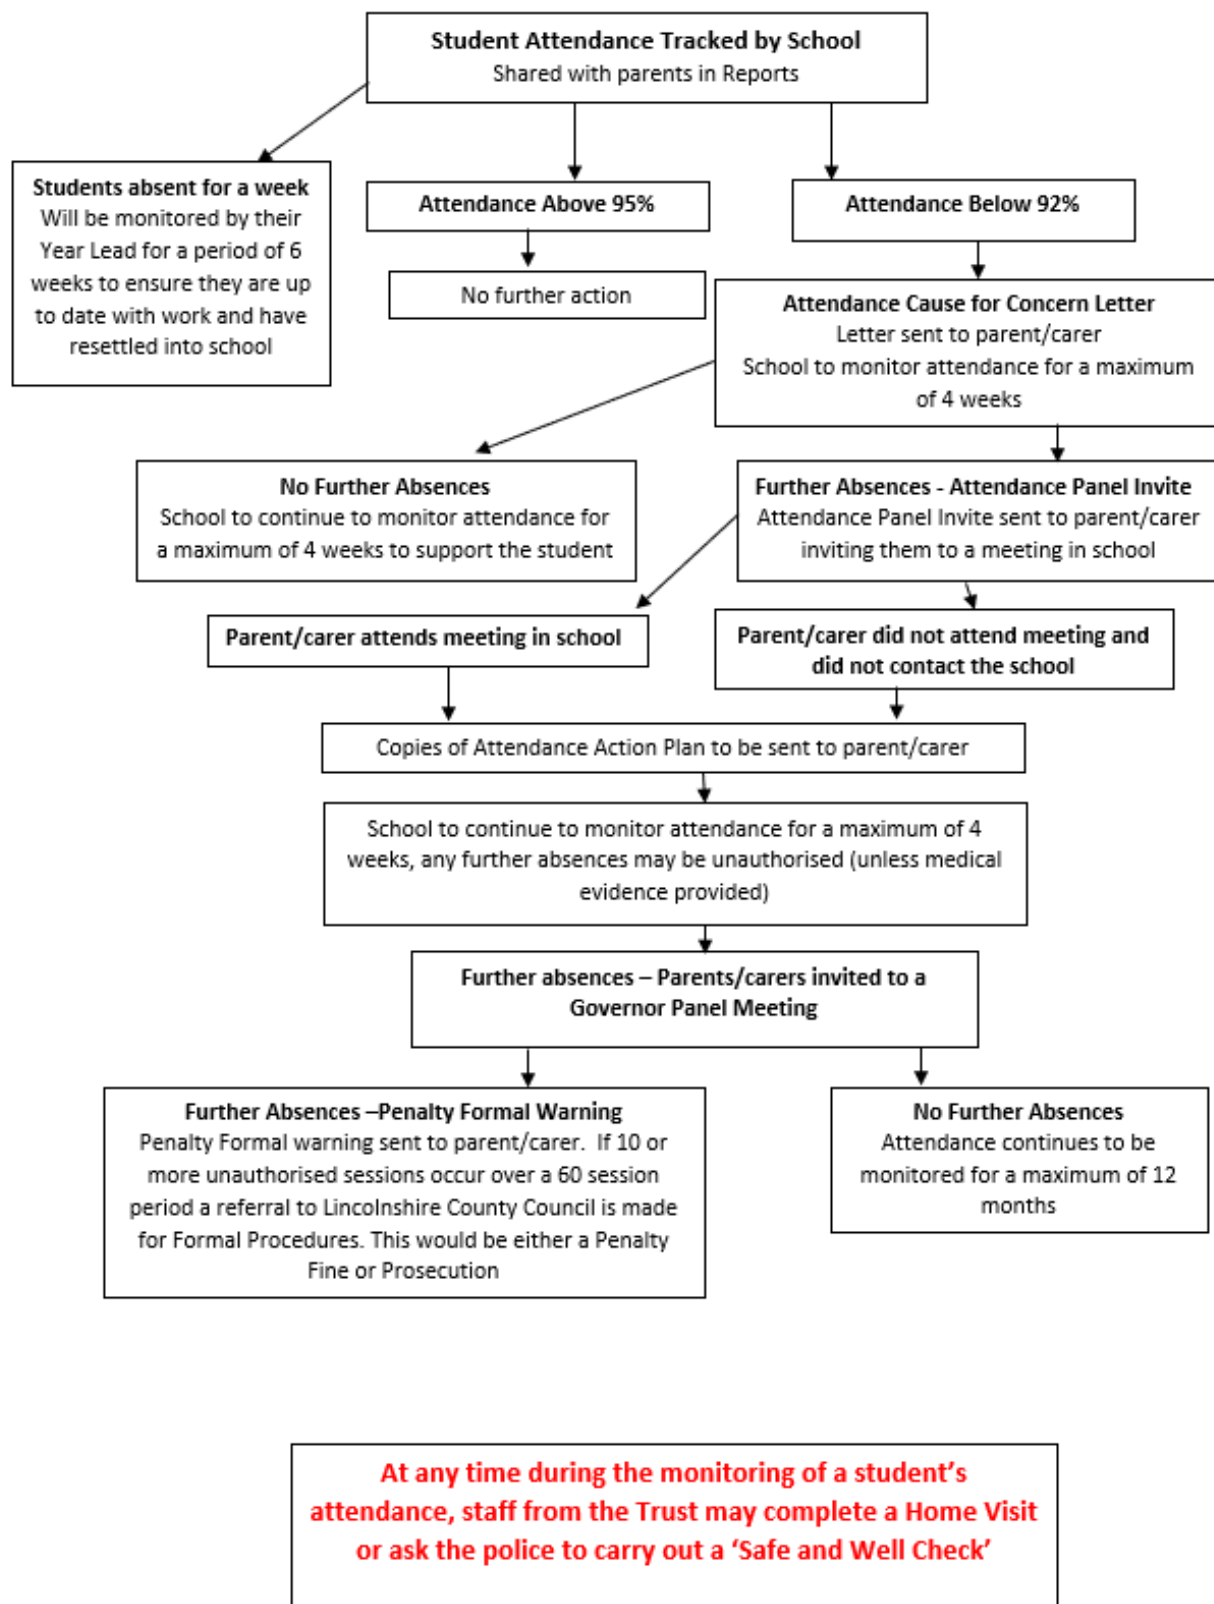 Student Attendance Tracked by School
Shared with parents in Reports
Students absent for a week
Will be monitored by their
Year Lead for a period of 6
weeks to ensure they are up
to date with work and have
resettled into school
Attendance Above 95%
No further action
Attendance Below 92%
Attendance Cause for Concern Letter
Letter sent to parent/carer
School to monitor attendance for a maximum
of 4 weeks
No Further Absences
School to continue to monitor attendance for
a maximum of 4 weeks to support the student
Further Absences - Attendance Panel Invite
Attendance Panel Invite sent to parent/carer
inviting them to a meeting in school
Parent/carer attends meeting in school
Parent/carer did not attend meeting and
did not contact the school
Copies of Attendance Action Plan to be sent to parent/carer
School to continue to monitor attendance for a maximum of 4
weeks, any further absences may be unauthorised (unless medical
evidence provided)
Further absences – Parents/carers invited to a
Governor Panel Meeting
Further Absences –Penalty Formal Warning
Penalty Formal warning sent to parent/carer.  If 10 or
more unauthorised sessions occur over a 60 session
period a referral to Lincolnshire County Council is made
for Formal Procedures. This would be either a Penalty
Fine or Prosecution
No Further Absences
Attendance continues to be
monitored for a maximum of 12
months
At any time during the monitoring of a student’s
attendance, staff from the Trust may complete a Home Visit
or ask the police to carry out a ‘Safe and Well Check’